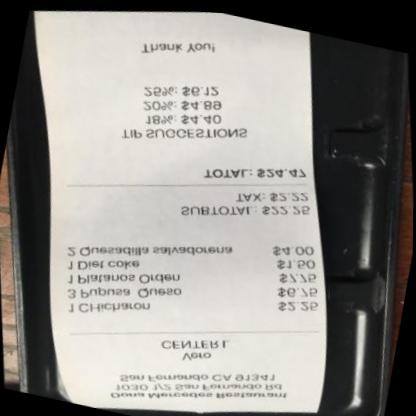 Dona Mercedes Restaurant
1030 1/2 San Fernando Rd
San Fernando CA 91341
Vero
CENTER L
1 CHicharon $2.25
3 Pupusa Queso $6.75
1 Platanos Orden $7.75
1 Diet coke $1.50
2 Quesadilla salvadorena $4.00
SUBTOTAL: $22.25
TAX: $2.22
TOTAL: $24.47
TIP SUGGESTIONS
18%: $4.40
20%: $4.89
25%: $6.12
Thank You!